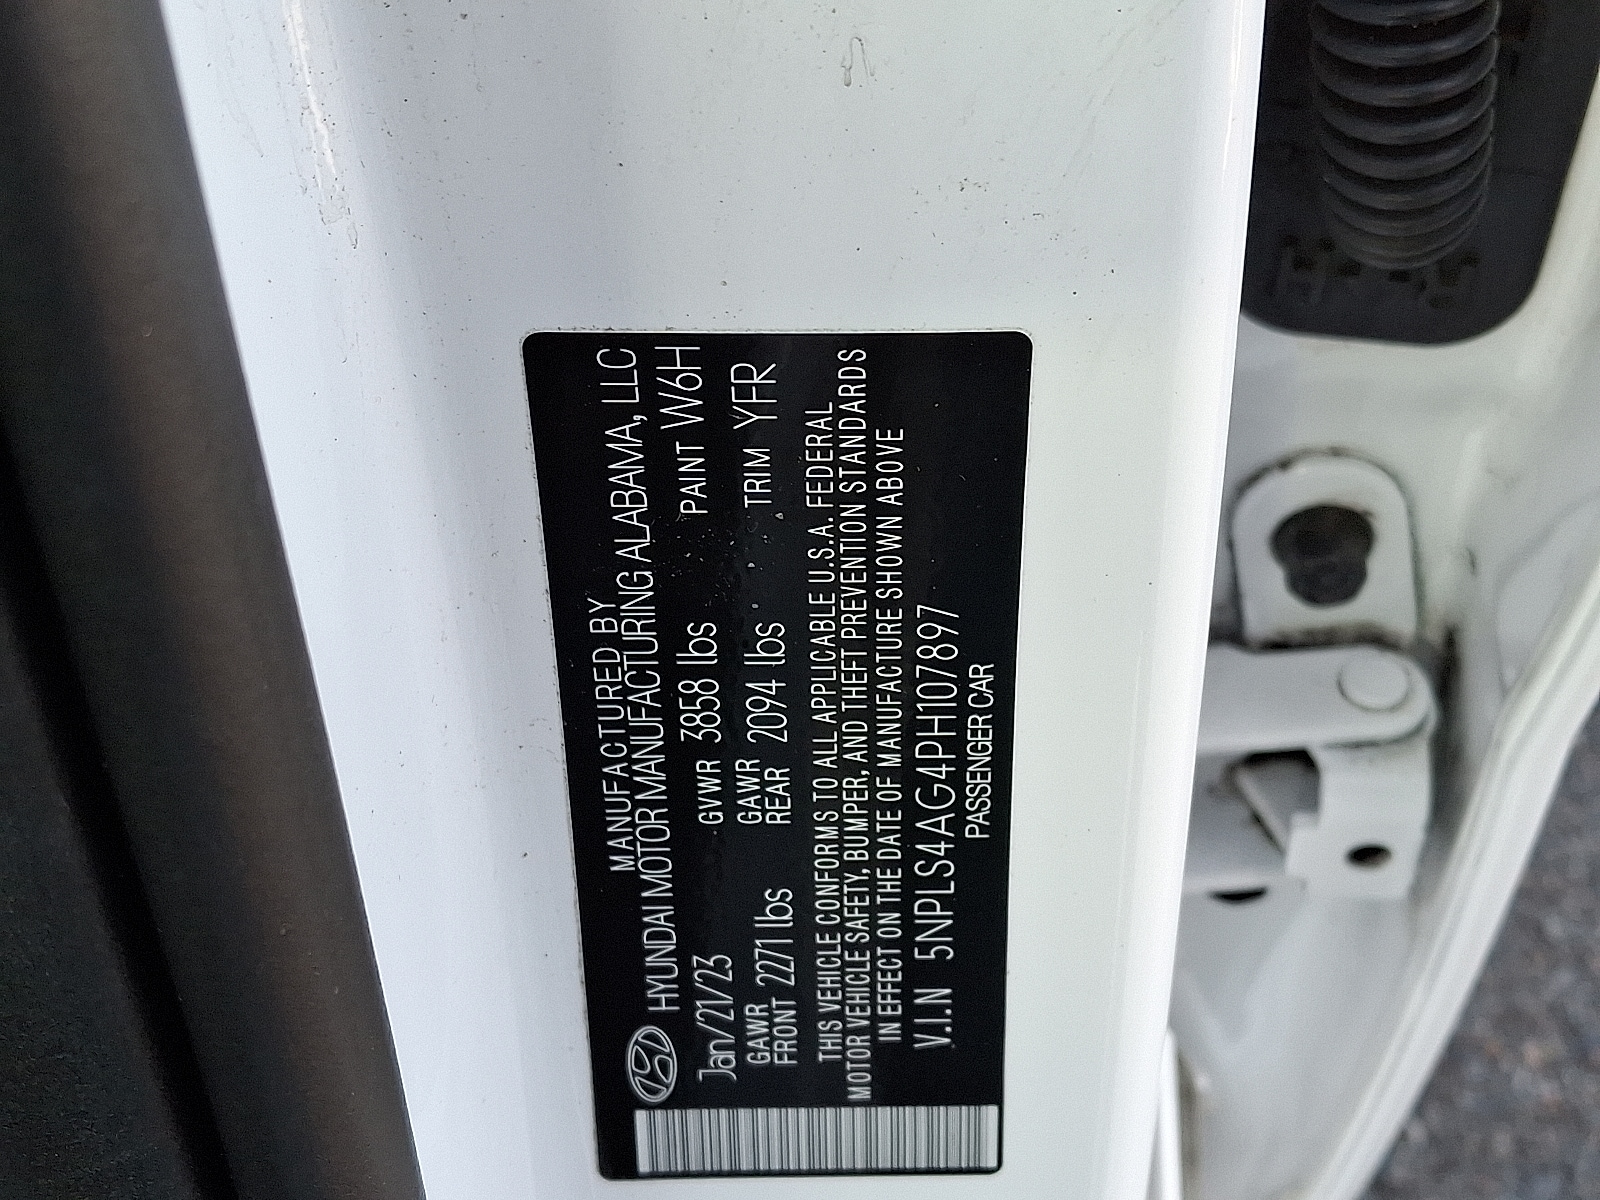 MANUFACTURED BY
HYUNDAI MOTOR MANUFACTURING ALABAMA, LLC
Jan/21/23 GVWR 3858 lbs PAINT W6H
GAWR FRONT 2271 lbs GAWR REAR 2094 lbs TRIM YFR
THIS VEHICLE CONFORMS TO ALL APPLICABLE U.S.A. FEDERAL
MOTOR VEHICLE SAFETY, BUMPER, AND THEFT PREVENTION STANDARDS
IN EFFECT ON THE DATE OF MANUFACTURE SHOWN ABOVE
V.I.N 5NPLS4AG4PH107897
PASSENGER CAR